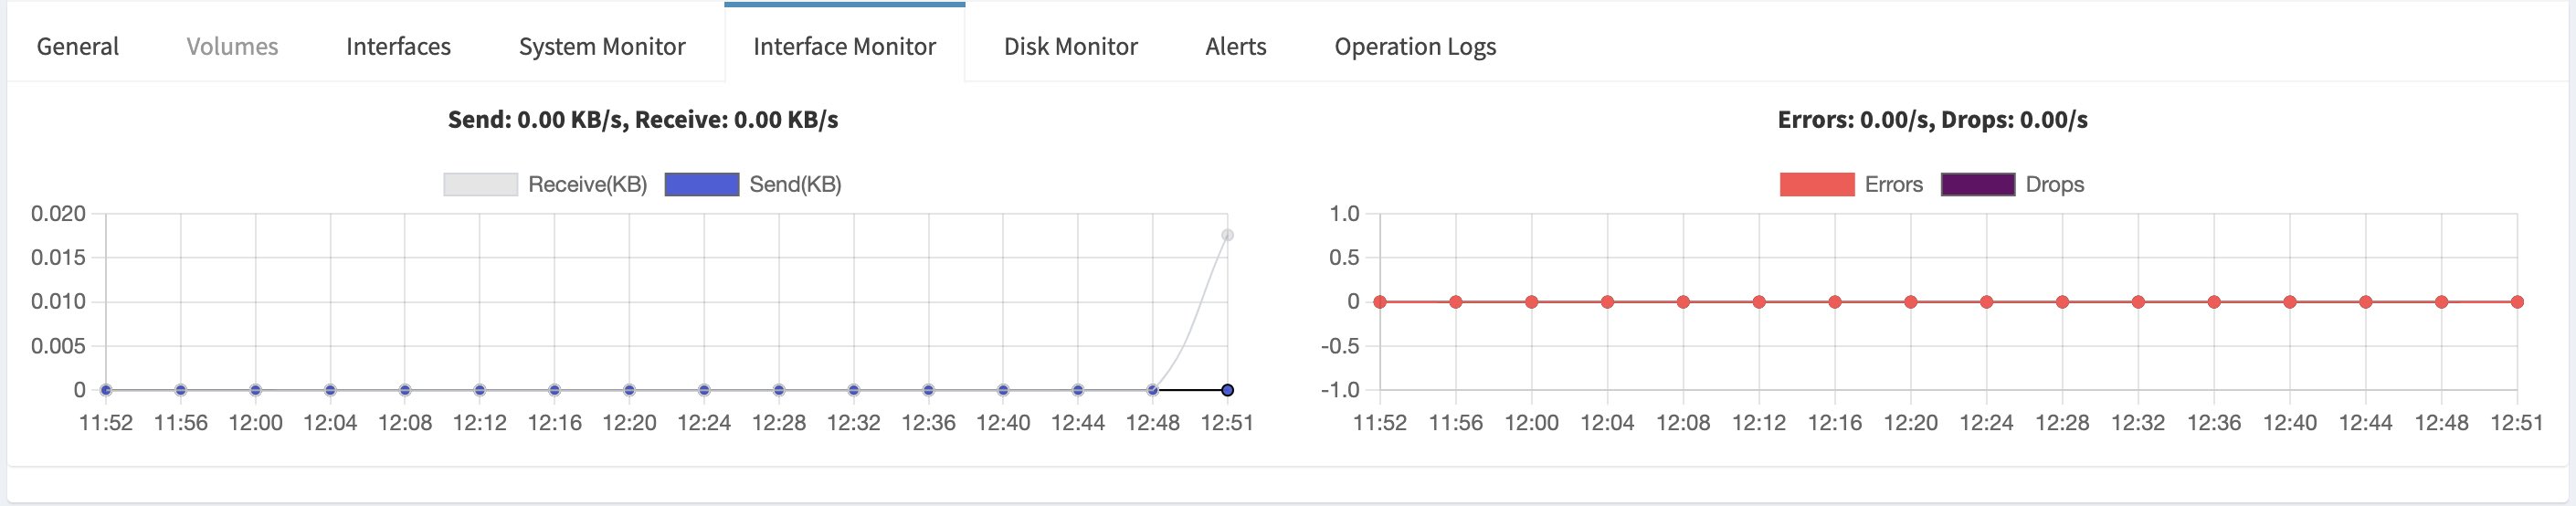 General Volumes Interfaces System Monitor Interface Monitor Disk Monitor Alerts Operation Logs
Send: 0.00 KB/s, Receive: 0.00 KB/s
Receive(KB) Send(KB)
0.020
0.015
0.010
0.005
0
11:52 11:56 12:00 12:04 12:08 12:12 12:16 12:20 12:24 12:28 12:32 12:36 12:40 12:44 12:48 12:51
Errors: 0.00/s, Drops: 0.00/s
Errors Drops
1.0
0.5
0
-0.5
-1.0
11:52 11:56 12:00 12:04 12:08 12:12 12:16 12:20 12:24 12:28 12:32 12:36 12:40 12:44 12:48 12:51